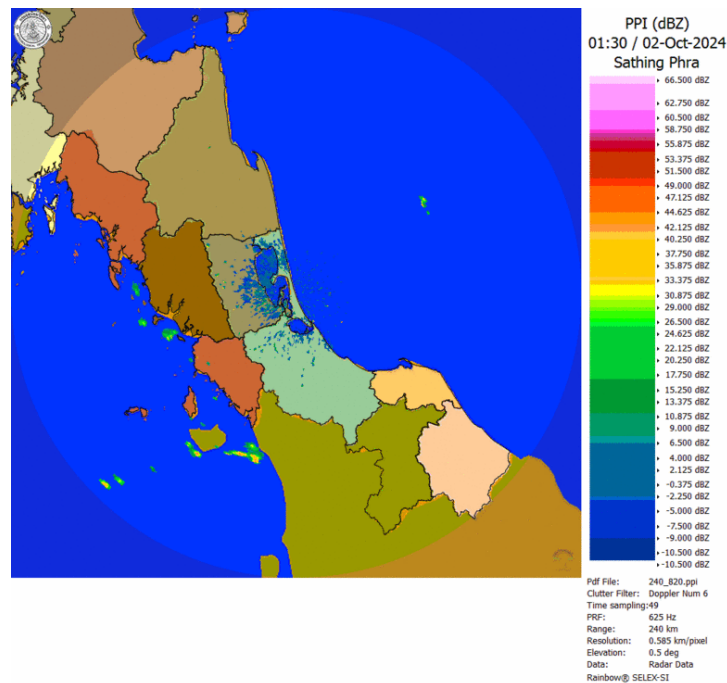 PPI (dBZ)
01:30 / 02-Oct-2024
Sathing Phra
66.500 dBZ
62.750 dBZ
60.500 dBZ
58.750 dBZ
55.875 dBZ
53.375 dBZ
51.500 dBZ
49.000 dBZ
47.125 dBZ
44.625 dBZ
42.125 dBZ
40.250 dBZ
37.750 dBZ
35.875 dBZ
33.375 dBZ
30.875 dBZ
29.000 dBZ
26.500 dBZ
24.625 dBZ
22.125 dBZ
20.250 dBZ
17.750 dBZ
15.250 dBZ
13.375 dBZ
10.875 dBZ
9.000 dBZ
6.500 dBZ
4.000 dBZ
2.125 dBZ
-0.375 dBZ
-2.250 dBZ
-5.000 dBZ
-7.500 dBZ
-9.000 dBZ
-10.500 dBZ
-10.500 dBZ
Pdf File: 240_820.ppi
Clutter Filter: Doppler Num 6
Time sampling:49
PRF: 625 Hz
Range: 240 km
Resolution: 0.585 km/pixel
Elevation: 0.5 deg
Data: Radar Data
Rainbow® SELEX-SI